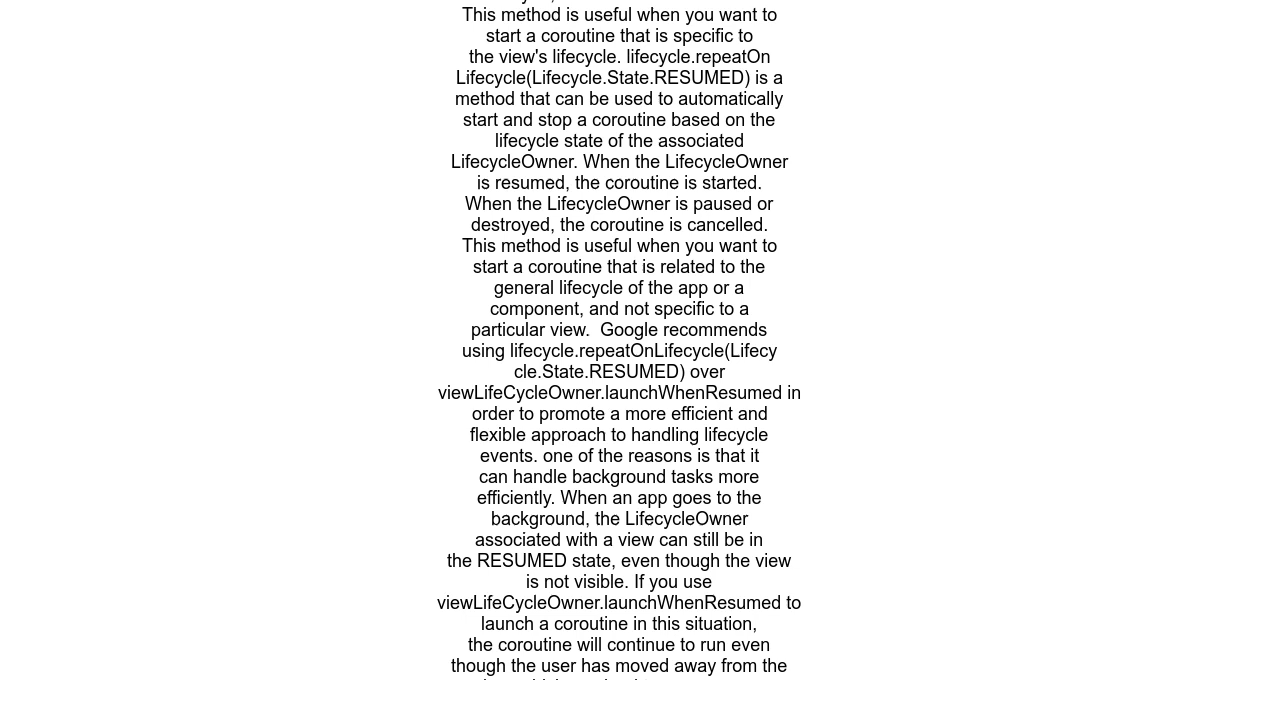 This method is useful when you want to
start a coroutine that is specific to
the view's lifecycle. lifecycle.repeatOn
Lifecycle(Lifecycle.State.RESUMED) is a
method that can be used to automatically
start and stop a coroutine based on the
lifecycle state of the associated
LifecycleOwner. When the LifecycleOwner
is resumed, the coroutine is started.
When the LifecycleOwner is paused or
destroyed, the coroutine is cancelled.
This method is useful when you want to
start a coroutine that is related to the
general lifecycle of the app or a
component, and not specific to a
particular view.  Google recommends
using lifecycle.repeatOnLifecycle(Lifecy
cle.State.RESUMED) over
viewLifeCycleOwner.launchWhenResumed in
order to promote a more efficient and
flexible approach to handling lifecycle
events. one of the reasons is that it
can handle background tasks more
efficiently. When an app goes to the
background, the LifecycleOwner
associated with a view can still be in
the RESUMED state, even though the view
is not visible. If you use
viewLifeCycleOwner.launchWhenResumed to
launch a coroutine in this situation,
the coroutine will continue to run even
though the user has moved away from the